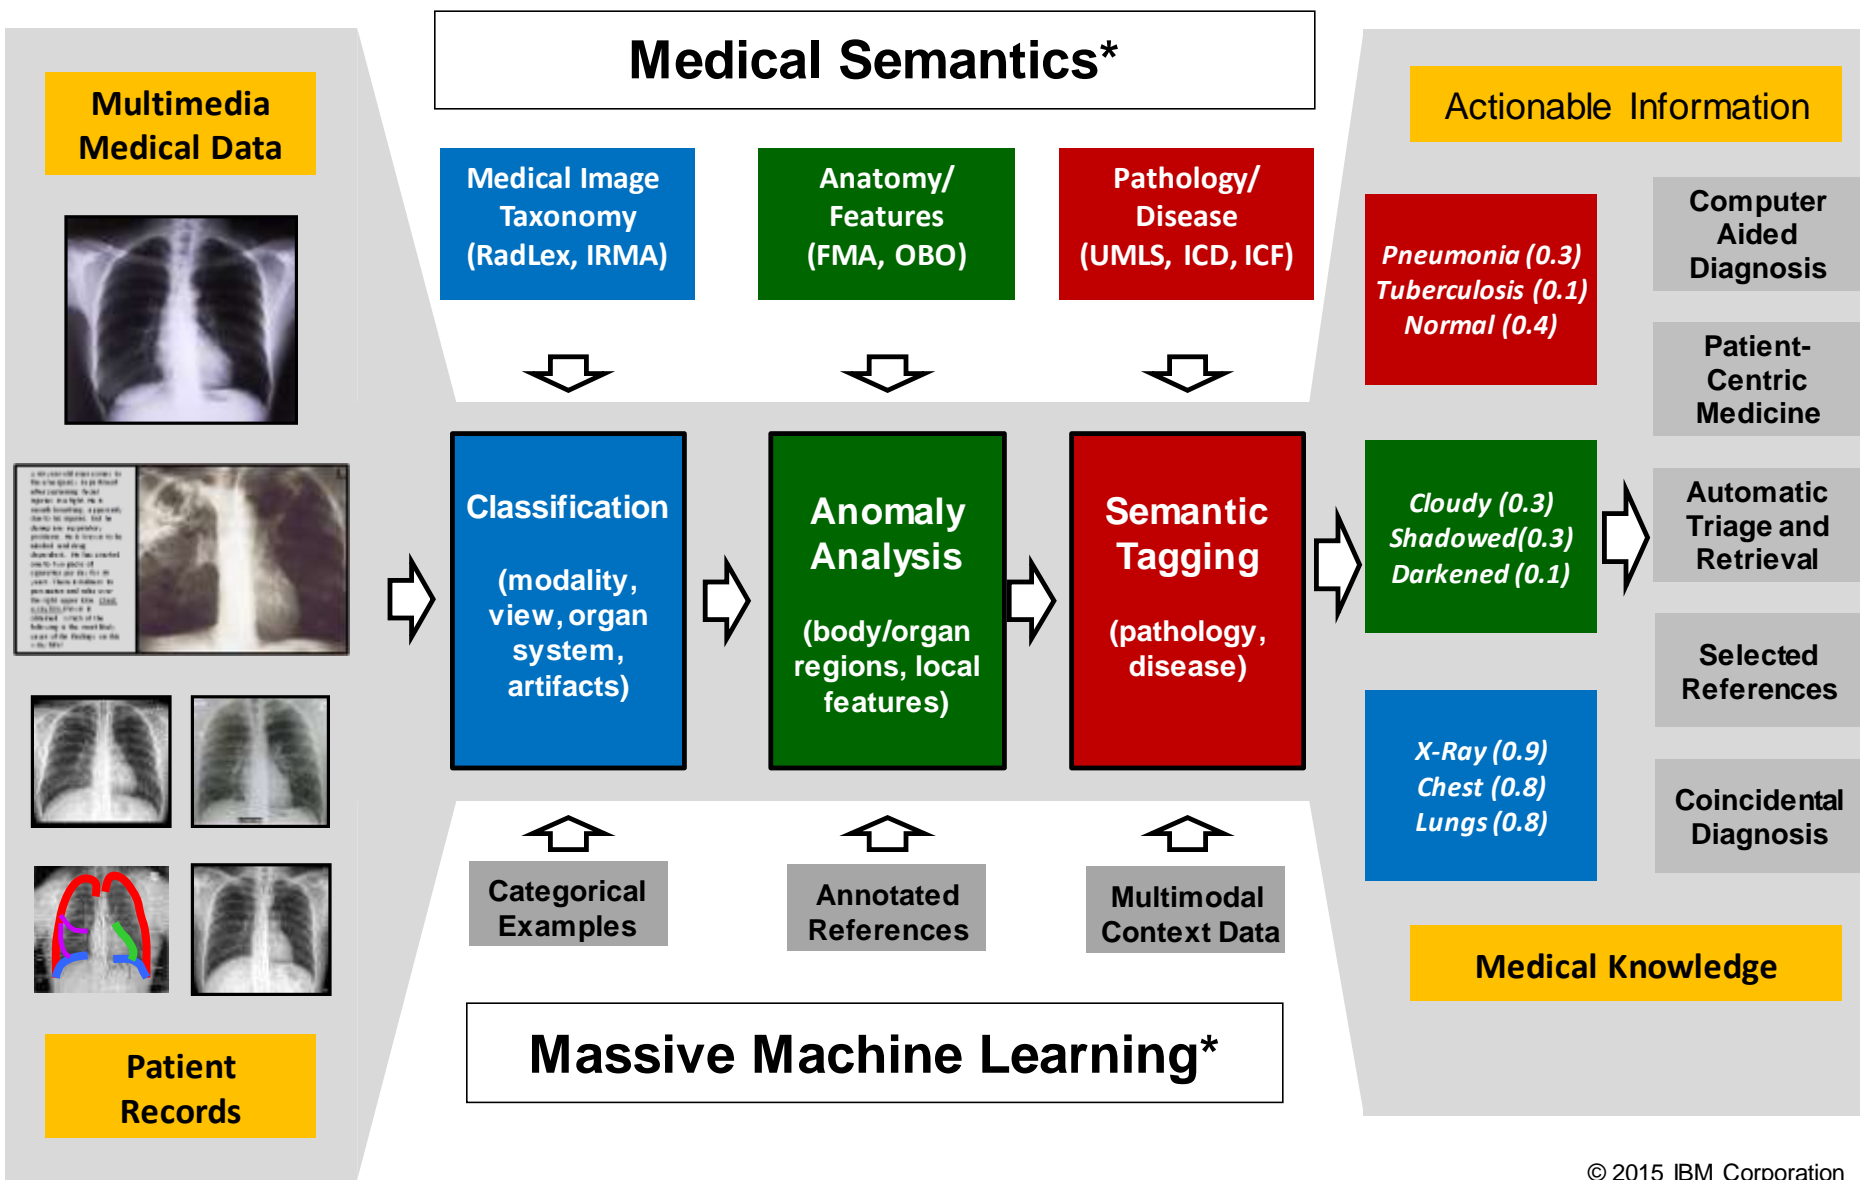 Medical Semantics*
Multimedia
Medical Data
Actionable Information
Medical Image
Taxonomy
(RadLex, IRMA)
Anatomy/
Features
(FMA, OBO)
Pathology/
Disease
(UMLS, ICD, ICF)
Classification
(modality,
view, organ
system,
artifacts)
Anomaly
Analysis
(body/organ
regions, local
features)
Semantic
Tagging
(pathology,
disease)
Pneumonia (0.3)
Tuberculosis (0.1)
Normal (0.4)
Cloudy (0.3)
Shadowed(0.3)
Darkened (0.1)
X-Ray (0.9)
Chest (0.8)
Lungs (0.8)
Computer
Aided
Diagnosis
Patient-
Centric
Medicine
Automatic
Triage and
Retrieval
Selected
References
Coincidental
Diagnosis
Categorical
Examples
Annotated
References
Multimodal
Context Data
Medical Knowledge
Massive Machine Learning*
Patient
Records
© 2015 IBM Corporation